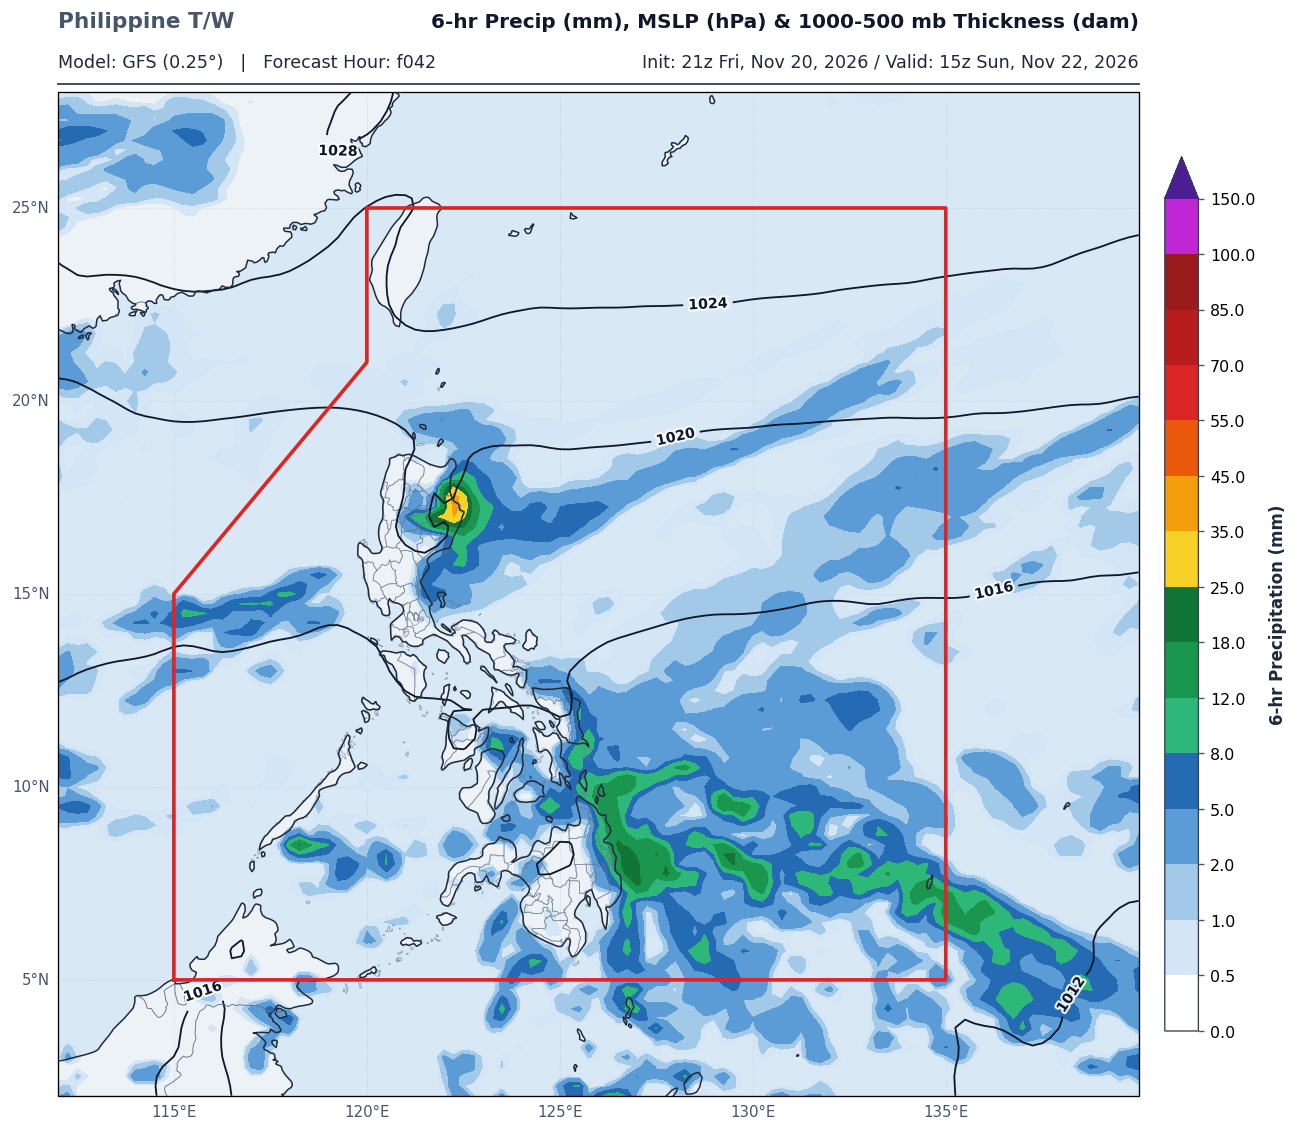 Philippine T/W
6-hr Precip (mm), MSLP (hPa) & 1000-500 mb Thickness (dam)
Model: GFS (0.25°) | Forecast Hour: f042
Init: 21z Fri, Nov 20, 2026 / Valid: 15z Sun, Nov 22, 2026
1028
1024
1020
1016
1016
1012
25°N
20°N
15°N
10°N
5°N
115°E
120°E
125°E
130°E
135°E
150.0
100.0
85.0
70.0
55.0
45.0
35.0
25.0
18.0
12.0
8.0
5.0
2.0
1.0
0.5
0.0
6-hr Precipitation (mm)